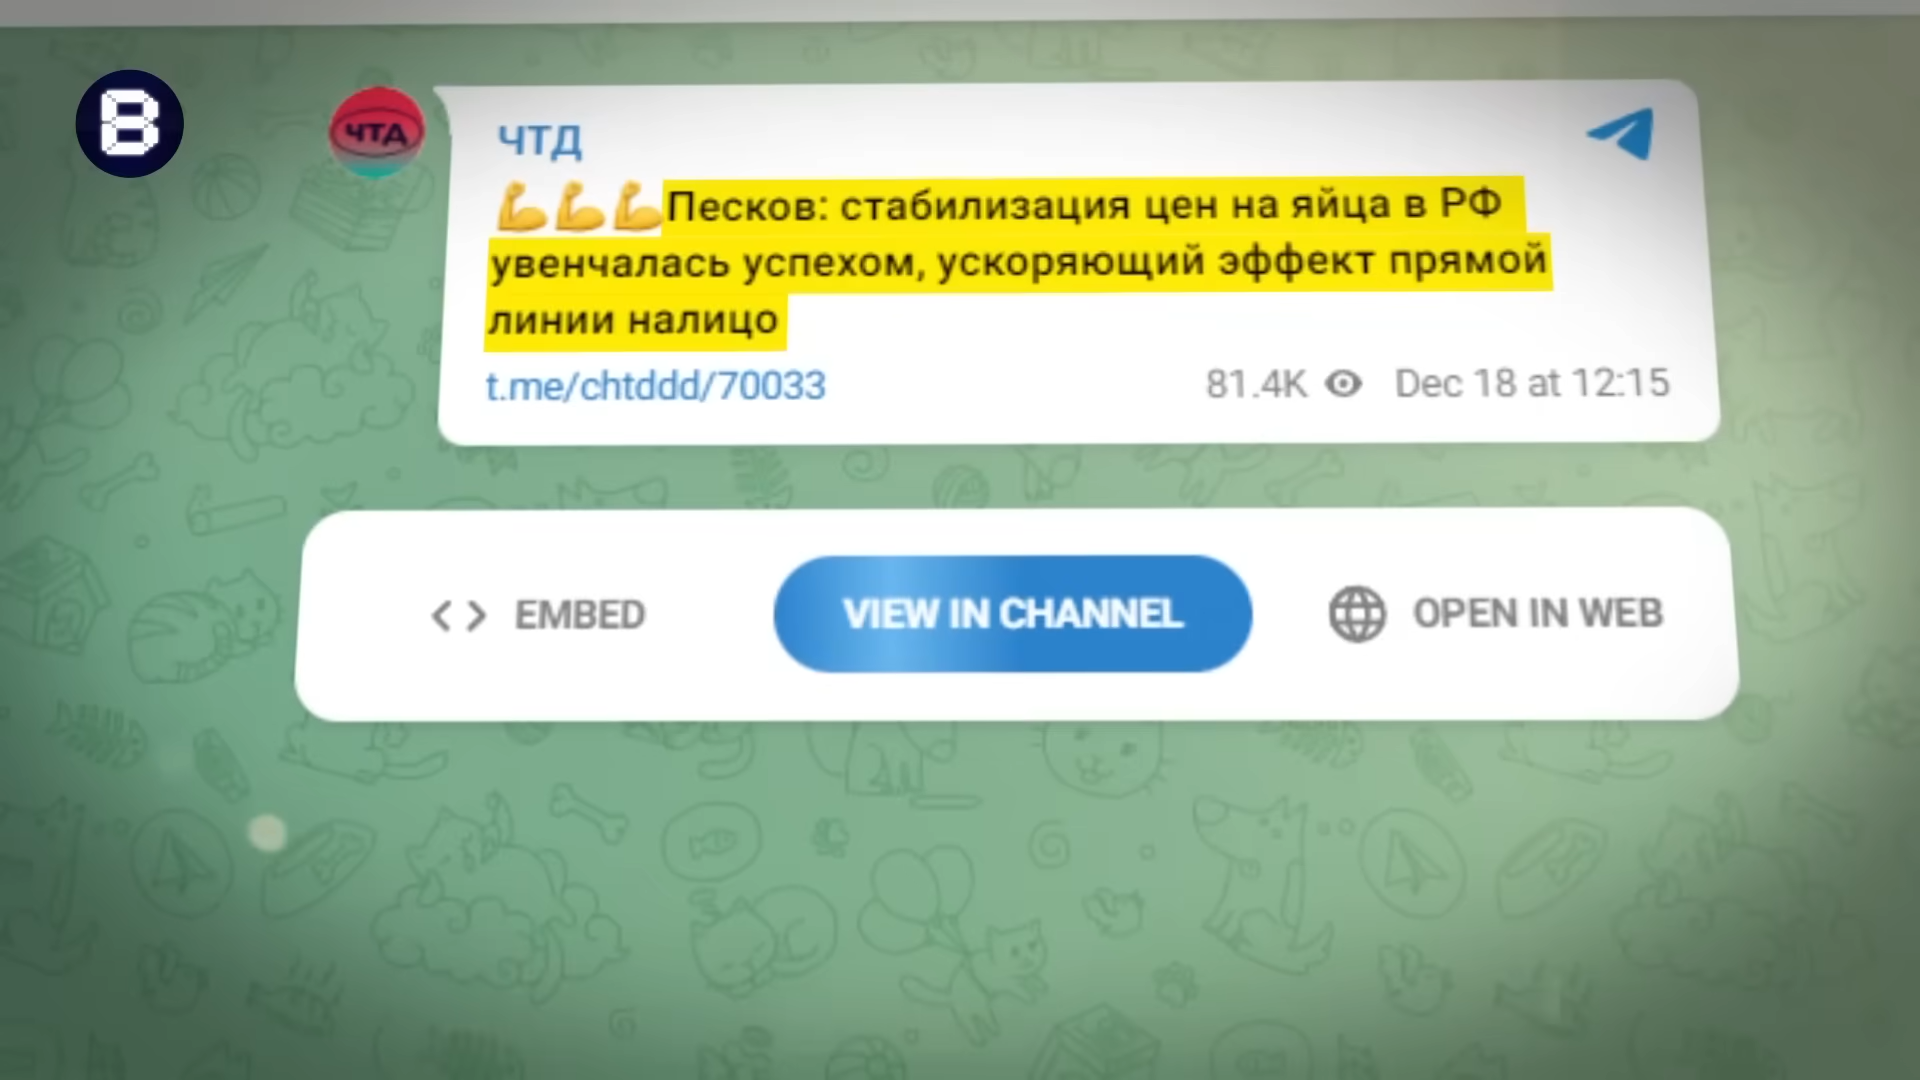 B
ЧТД
ЧТД
💪💪💪Песков: стабилизация цен на яйца в РФ
увенчалась успехом, ускоряющий эффект прямой
линии налицо
t.me/chtddd/70033 81.4K Dec 18 at 12:15
EMBED VIEW IN CHANNEL OPEN IN WEB